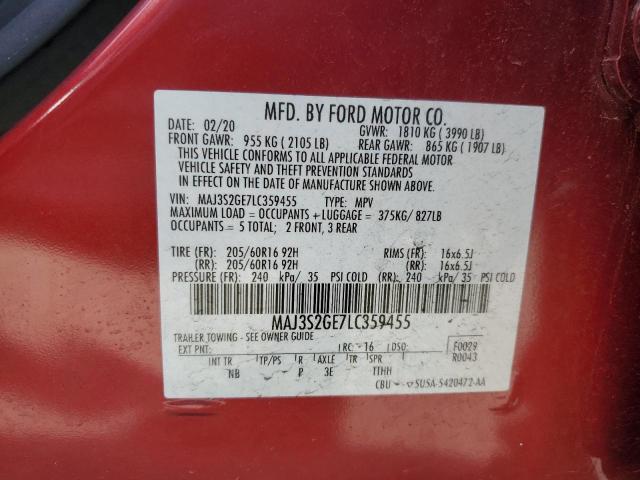 MFD. BY FORD MOTOR CO.
DATE: 02/20 GVWR: 1810 KG ( 3990 LB)
FRONT GAWR: 955 KG ( 2105 LB) REAR GAWR: 865 KG ( 1907 LB)
THIS VEHICLE CONFORMS TO ALL APPLICABLE FEDERAL MOTOR
VEHICLE SAFETY AND THEFT PREVENTION STANDARDS
IN EFFECT ON THE DATE OF MANUFACTURE SHOWN ABOVE.
VIN: MAJ3S2GE7LC359455 TYPE: MPV
MAXIMUM LOAD = OCCUPANTS + LUGGAGE = 375KG/ 827LB
OCCUPANTS = 5 TOTAL; 2 FRONT, 3 REAR
TIRE (FR): 205/60R16 92H RIMS (FR): 16x6.5J
(RR): 205/60R16 92H (RR): 16x6.5J
PRESSURE (FR): 240 kPa/ 35 PSI COLD (RR): 240 kPa/ 35 PSI COLD
MAJ3S2GE7LC359455
TRAILER TOWING - SEE OWNER GUIDE
EXT PNT: RC: 16 DSO: F0029
R0043
INT TR TP/PS R AXLE TR SPR
NB P 3E TTHH
CBU SUSA-5420472-AA